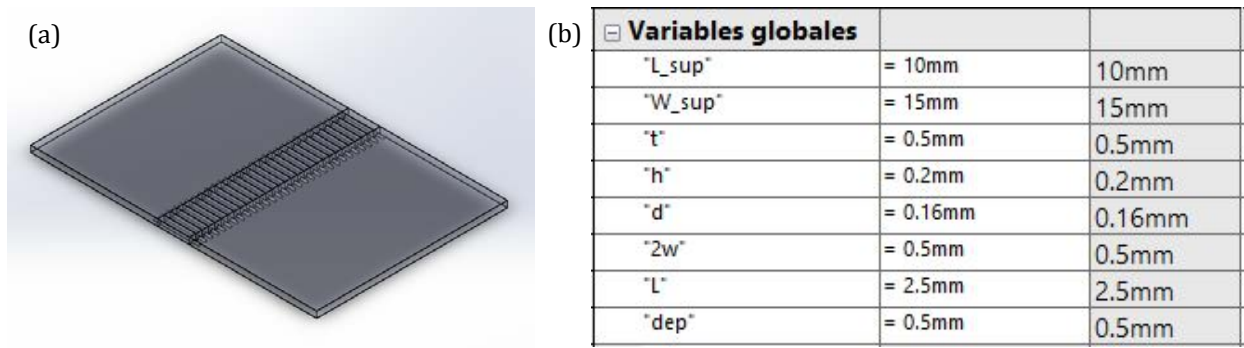 (a)
(b)
Variables globales
"L_sup" = 10mm 10mm
"W_sup" = 15mm 15mm
"t" = 0.5mm 0.5mm
"h" = 0.2mm 0.2mm
"d" = 0.16mm 0.16mm
"2w" = 0.5mm 0.5mm
"L" = 2.5mm 2.5mm
"dep" = 0.5mm 0.5mm